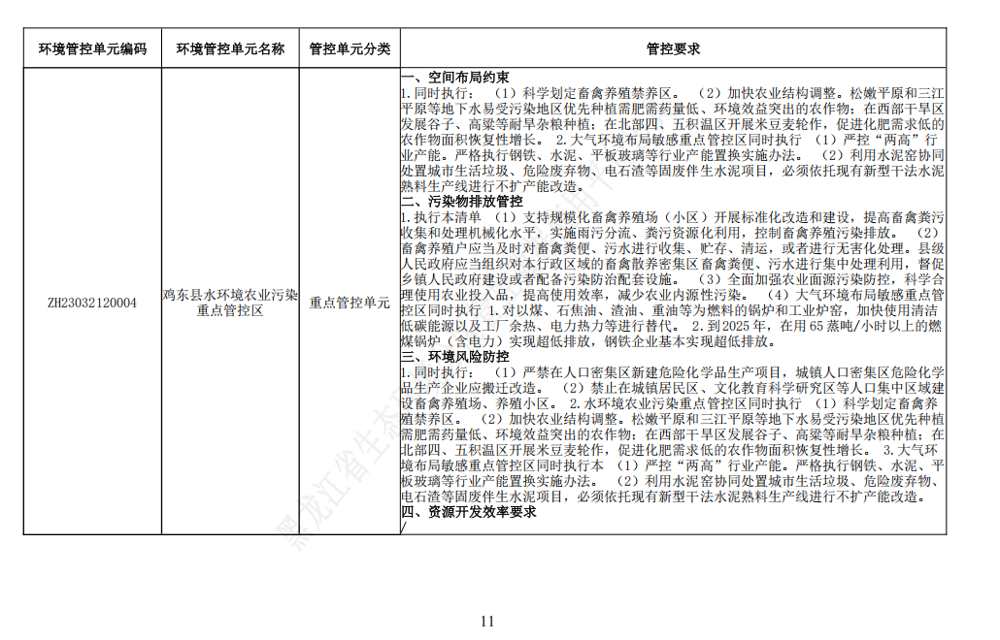 环境管控单元编码 环境管控单元名称 管控单元分类 管控要求
ZH23032120004
鸡东县水环境农业污染
重点管控区
重点管控单元
一、空间布局约束
1.同时执行： （1）科学划定畜禽养殖禁养区。 （2）加快农业结构调整。松嫩平原和三江
平原等地下水易受污染地区优先种植需肥需药量低、环境效益突出的农作物；在西部干旱区
发展谷子、高粱等耐旱杂粮种植；在北部四、五积温区开展米豆麦轮作，促进化肥需求低的
农作物面积恢复性增长。 2.大气环境布局敏感重点管控区同时执行 （1）严控“两高”行
业产能。严格执行钢铁、水泥、平板玻璃等行业产能置换实施办法。 （2）利用水泥窑协同
处置城市生活垃圾、危险废弃物、电石渣等固废伴生水泥项目，必须依托现有新型干法水泥
熟料生产线进行不扩产能改造。
二、污染物排放管控
1.执行本清单 （1）支持规模化畜禽养殖场（小区）开展标准化改造和建设，提高畜禽粪污
收集和处理机械化水平，实施雨污分流、粪污资源化利用，控制畜禽养殖污染排放。 （2）
畜禽养殖户应当及时对畜禽粪便、污水进行收集、贮存、清运，或者进行无害化处理。县级
人民政府应当组织对本行政区域的畜禽散养密集区畜禽粪便、污水进行集中处理利用，督促
乡镇人民政府建设或者配备污染防治配套设施。 （3）全面加强农业面源污染防控，科学合
理使用农业投入品，提高使用效率，减少农业内源性污染。 （4）大气环境布局敏感重点管
控区同时执行 1.对以煤、石焦油、渣油、重油等为燃料的锅炉和工业炉窑，加快使用清洁
低碳能源以及工厂余热、电力热力等进行替代。 2.到2025年，在用65蒸吨/小时以上的燃
煤锅炉（含电力）实现超低排放，钢铁企业基本实现超低排放。
三、环境风险防控
1.同时执行： （1）严禁在人口密集区新建危险化学品生产项目，城镇人口密集区危险化学
品生产企业应搬迁改造。 （2）禁止在城镇居民区、文化教育科学研究区等人口集中区域建
设畜禽养殖场、养殖小区。 2.水环境农业污染重点管控区同时执行 （1）科学划定畜禽养
殖禁养区。 （2）加快农业结构调整。松嫩平原和三江平原等地下水易受污染地区优先种植
需肥需药量低、环境效益突出的农作物；在西部干旱区发展谷子、高粱等耐旱杂粮种植；在
北部四、五积温区开展米豆麦轮作，促进化肥需求低的农作物面积恢复性增长。 3.大气环
境布局敏感重点管控区同时执行本 （1）严控“两高”行业产能。严格执行钢铁、水泥、平
板玻璃等行业产能置换实施办法。 （2）利用水泥窑协同处置城市生活垃圾、危险废弃物、
电石渣等固废伴生水泥项目，必须依托现有新型干法水泥熟料生产线进行不扩产能改造。
四、资源开发效率要求
/
黑龙江省生态
11